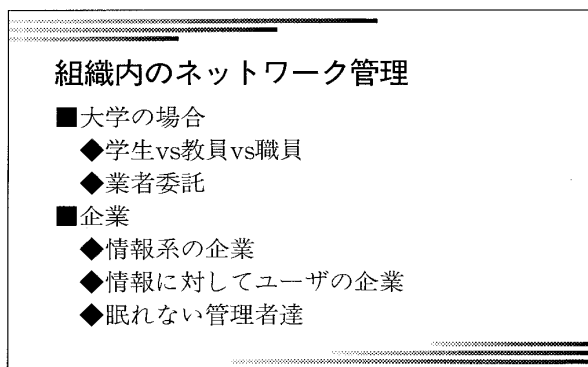 組織内のネットワーク管理
■大学の場合
◆学生vs教員vs職員
◆業者委託
■企業
◆情報系の企業
◆情報に対してユーザの企業
◆眠れない管理者達